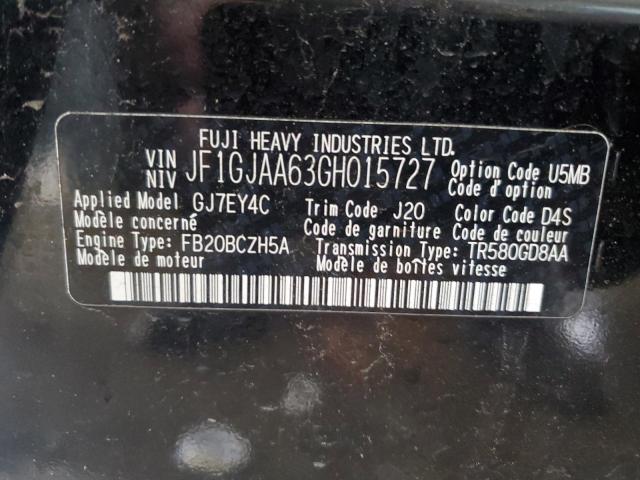 FUJI HEAVY INDUSTRIES LTD.
VIN NIV JF1GJAA63GH015727 Option Code U5MB
Code d'option
Applied Model GJ7EY4C Trim Code J20 Color Code D4S
Modèle concerné Code de garniture Code de couleur
Engine Type: FB20BCZH5A Transmission Type: TR580GD8AA
Modèle de moteur Modèle de boîtes vitesse